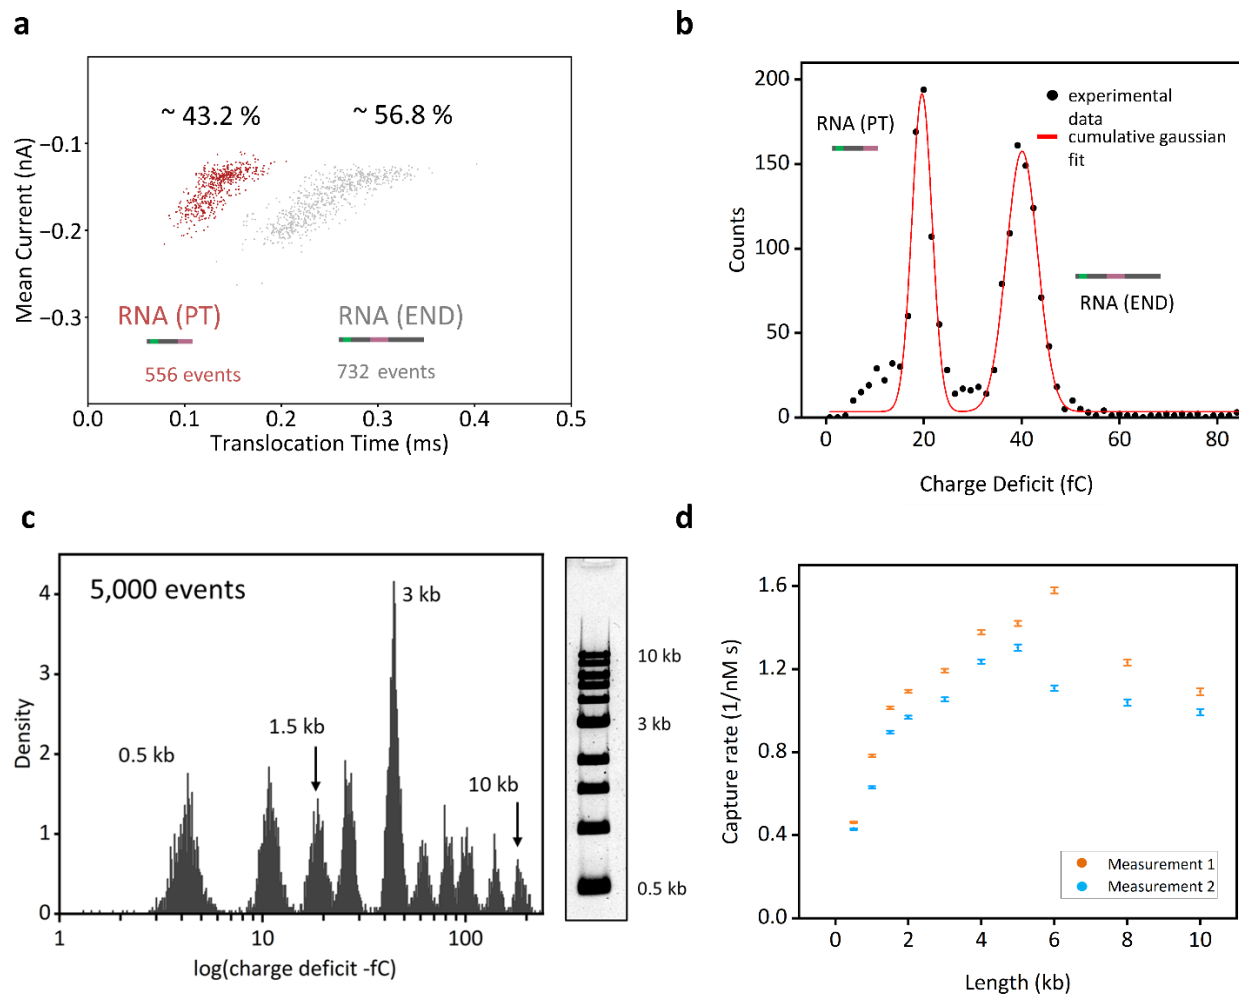 a
~ 43.2 %
~ 56.8 %
−0.1
−0.2
−0.3
Mean Current (nA)
RNA (PT)
RNA (END)
556 events
732 events
0.0
0.1
0.2
0.3
0.4
0.5
Translocation Time (ms)
b
200
150
100
50
0
Counts
RNA (PT)
experimental
data
cumulative gaussian
fit
RNA (END)
0
20
40
60
80
Charge Deficit (fC)
c
5,000 events
4
3
2
1
0
Density
0.5 kb
1.5 kb
3 kb
10 kb
1
10
100
log(charge deficit -fC)
10 kb
3 kb
0.5 kb
d
1.6
1.2
0.8
0.4
0.0
Capture rate (1/nM s)
Measurement 1
Measurement 2
0
2
4
6
8
10
Length (kb)